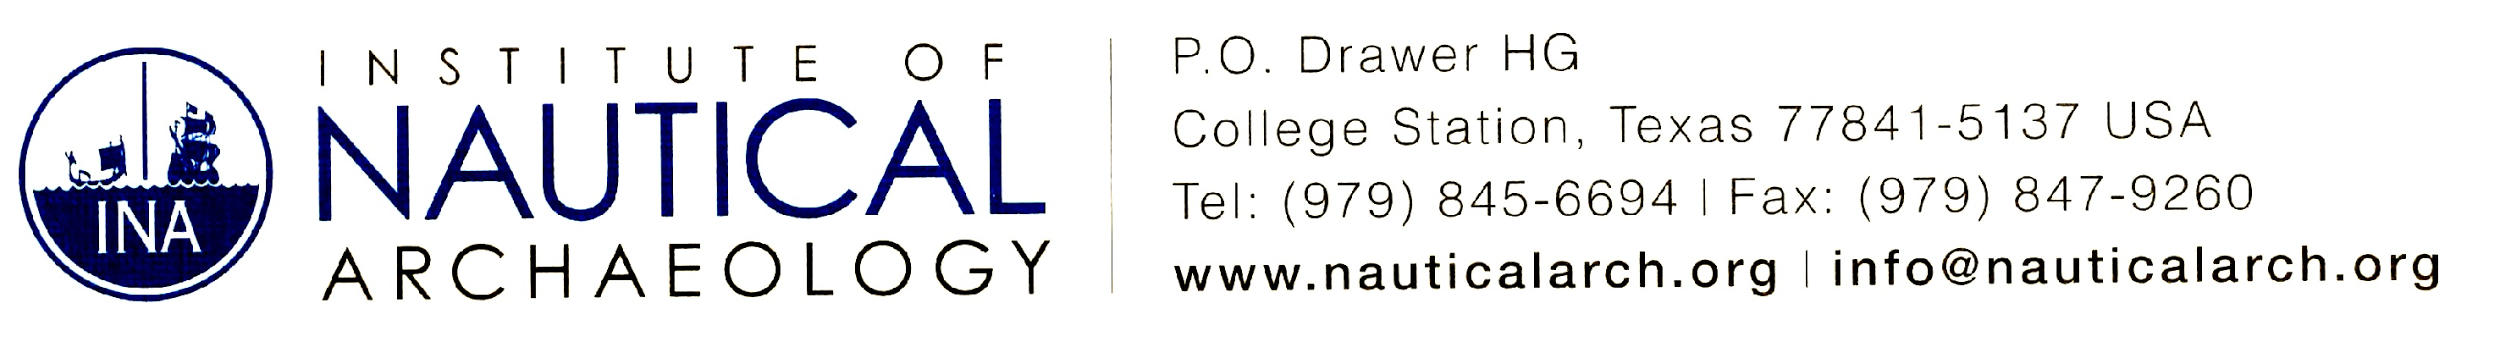 INA
INSTITUTE OF
NAUTICAL
ARCHAEOLOGY
P.O. Drawer HG
College Station, Texas 77841-5137 USA
Tel: (979) 845-6694 | Fax: (979) 847-9260
www.nauticalarch.org | info@nauticalarch.org